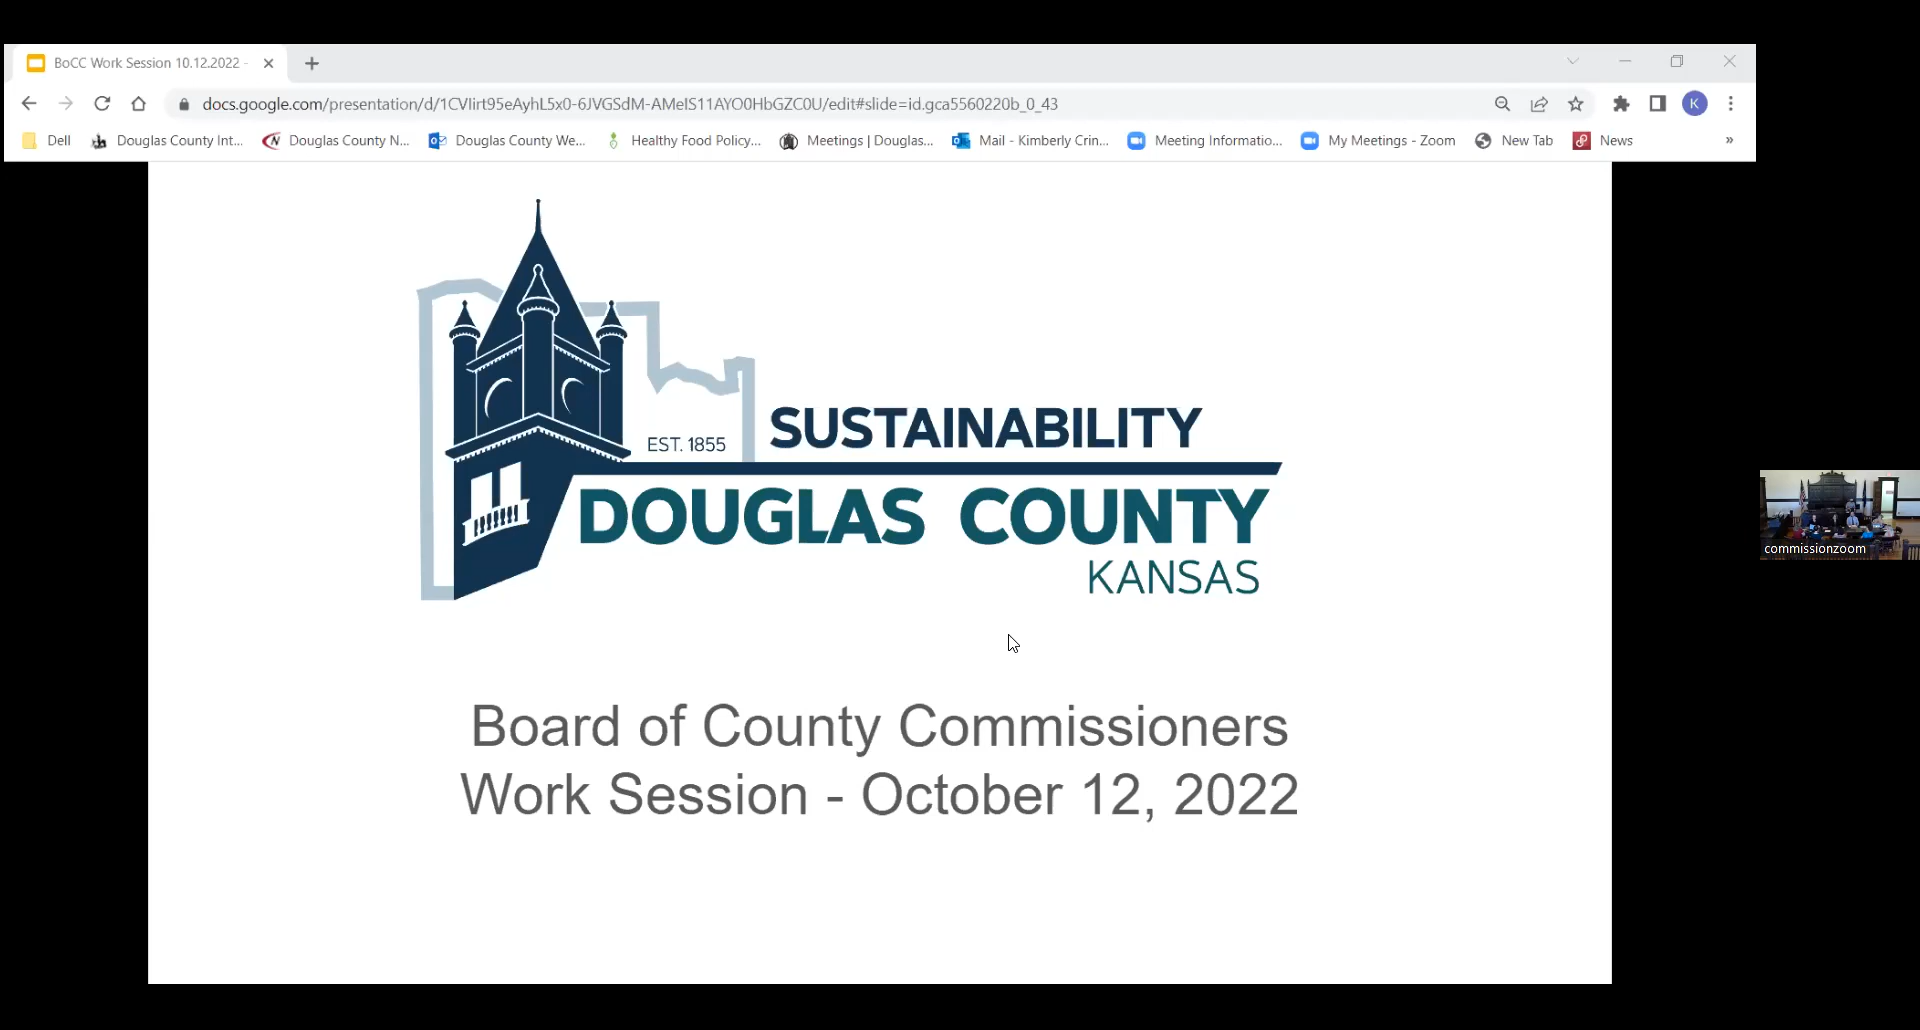 BoCC Work Session 10.12.2022 -
docs.google.com/presentation/d/1CVIirt95eAyhL5x0-6JVGSdM-AMeIS11AYO0HbGZC0U/edit#slide=id.gca5560220b_0_43
K
Dell
Douglas County Int...
Douglas County N...
Douglas County We...
Healthy Food Policy...
Meetings | Douglas...
Mail - Kimberly Crin...
Meeting Informatio...
My Meetings - Zoom
New Tab
News
»
EST. 1855
SUSTAINABILITY
DOUGLAS COUNTY
KANSAS
commissionzoom
Board of County Commissioners
Work Session - October 12, 2022